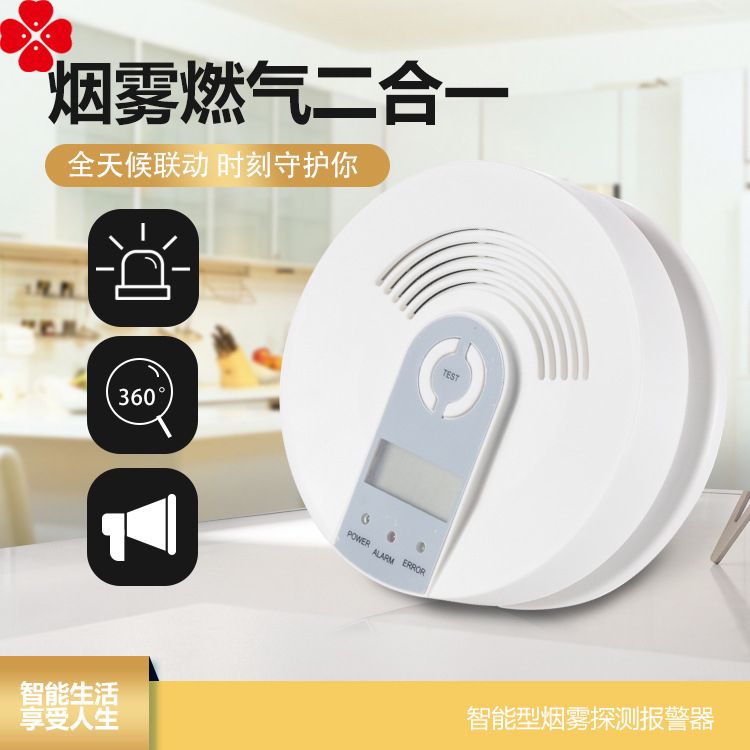 烟雾燃气二合一
全天候联动 时刻守护你
360°
TEST
POWER
ALARM
ERROR
智能生活
享受人生
智能型烟雾探测报警器